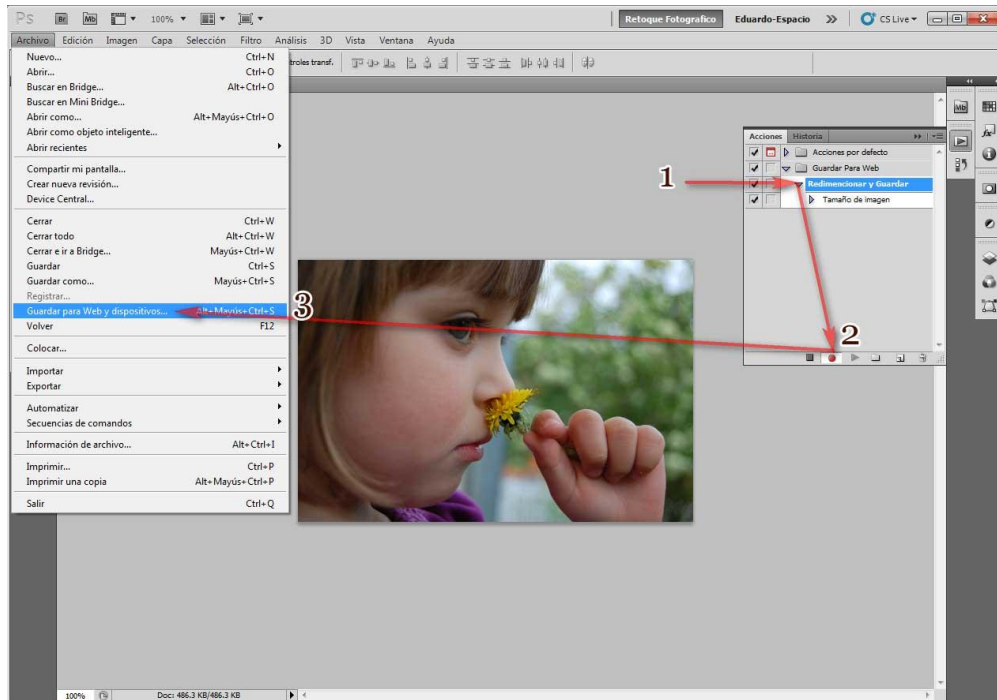 Ps Br Mb 100% Retoque Fotografico Eduardo-Espacio >> CS Live
Archivo Edición Imagen Capa Selección Filtro Análisis 3D Vista Ventana Ayuda
troles transf.
Nuevo... Ctrl+N
Abrir... Ctrl+O
Buscar en Bridge... Alt+Ctrl+O
Buscar en Mini Bridge...
Abrir como... Alt+Mayús+Ctrl+O
Abrir como objeto inteligente...
Abrir recientes
Compartir mi pantalla...
Crear nueva revisión...
Device Central...
Cerrar Ctrl+W
Cerrar todo Alt+Ctrl+W
Cerrar e ir a Bridge... Mayús+Ctrl+W
Guardar Ctrl+S
Guardar como... Mayús+Ctrl+S
Registrar...
Guardar para Web y dispositivos... Alt+Mayús+Ctrl+S
Volver F12
Colocar...
Importar
Exportar
Automatizar
Secuencias de comandos
Información de archivo... Alt+Ctrl+I
Imprimir... Ctrl+P
Imprimir una copia Alt+Mayús+Ctrl+P
Salir Ctrl+Q
Mb
Acciones Historia
Acciones por defecto
Guardar Para Web
1 Redimencionar y Guardar
Tamaño de imagen
3
2
100% Doc: 486.3 KB/486.3 KB